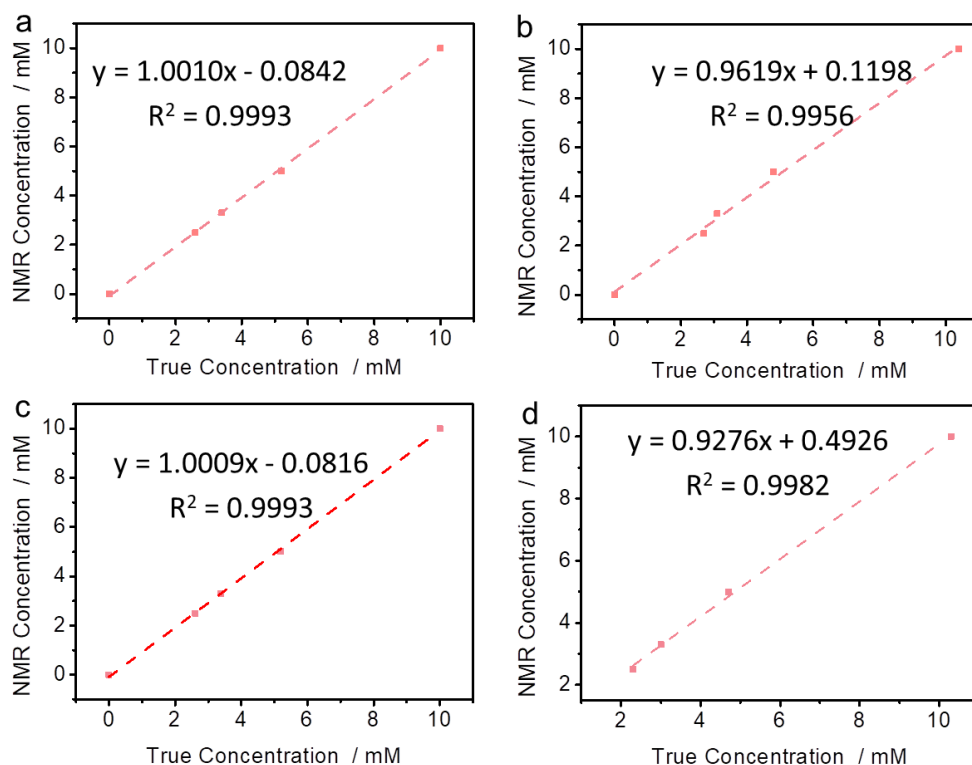 a
y = 1.0010x - 0.0842
R² = 0.9993
NMR Concentration / mM
10
8
6
4
2
0
0 2 4 6 8 10
True Concentration / mM
b
y = 0.9619x + 0.1198
R² = 0.9956
NMR Concentration / mM
10
8
6
4
2
0
0 2 4 6 8 10
True Concentration / mM
c
y = 1.0009x - 0.0816
R² = 0.9993
NMR Concentration / mM
10
8
6
4
2
0
0 2 4 6 8 10
True Concentration / mM
d
y = 0.9276x + 0.4926
R² = 0.9982
NMR Concentration / mM
10
8
6
4
2
2 4 6 8 10
True Concentration / mM